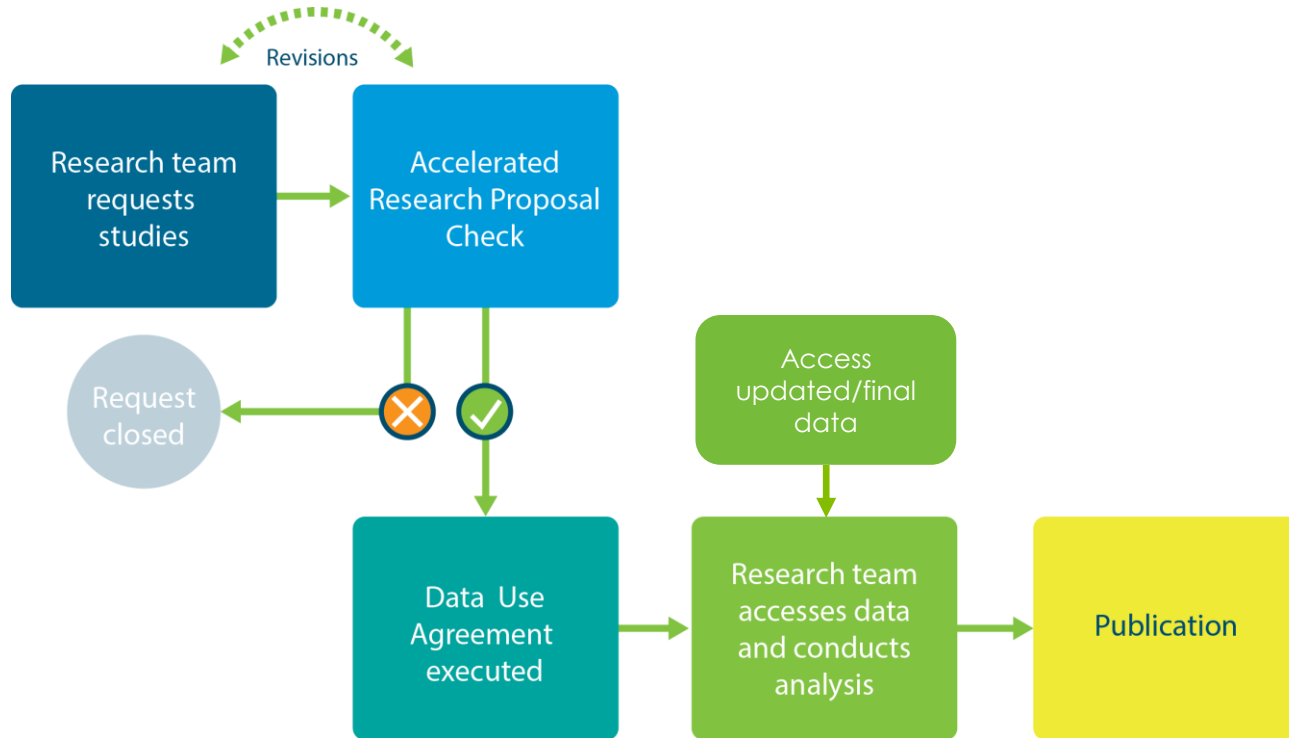 Revisions
Research team
requests
studies
Accelerated
Research Proposal
Check
Request
closed
Access
updated/final
data
Data Use
Agreement
executed
Research team
accesses data
and conducts
analysis
Publication